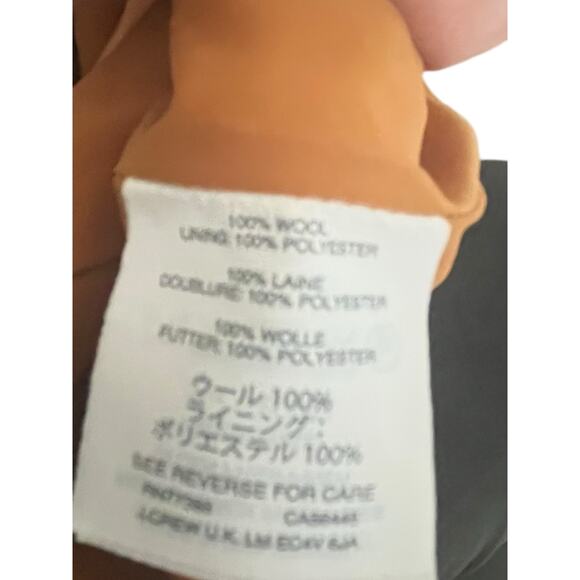 100% WOOL
LINING: 100% POLYESTER
100% LAINE
DOUBLURE: 100% POLYESTER
100% WOLLE
FUTTER: 100% POLYESTER
ウール 100%
ライニング :
ポリエステル 100%
SEE REVERSE FOR CARE
J.CREW U.K. LM EC4V 6JA